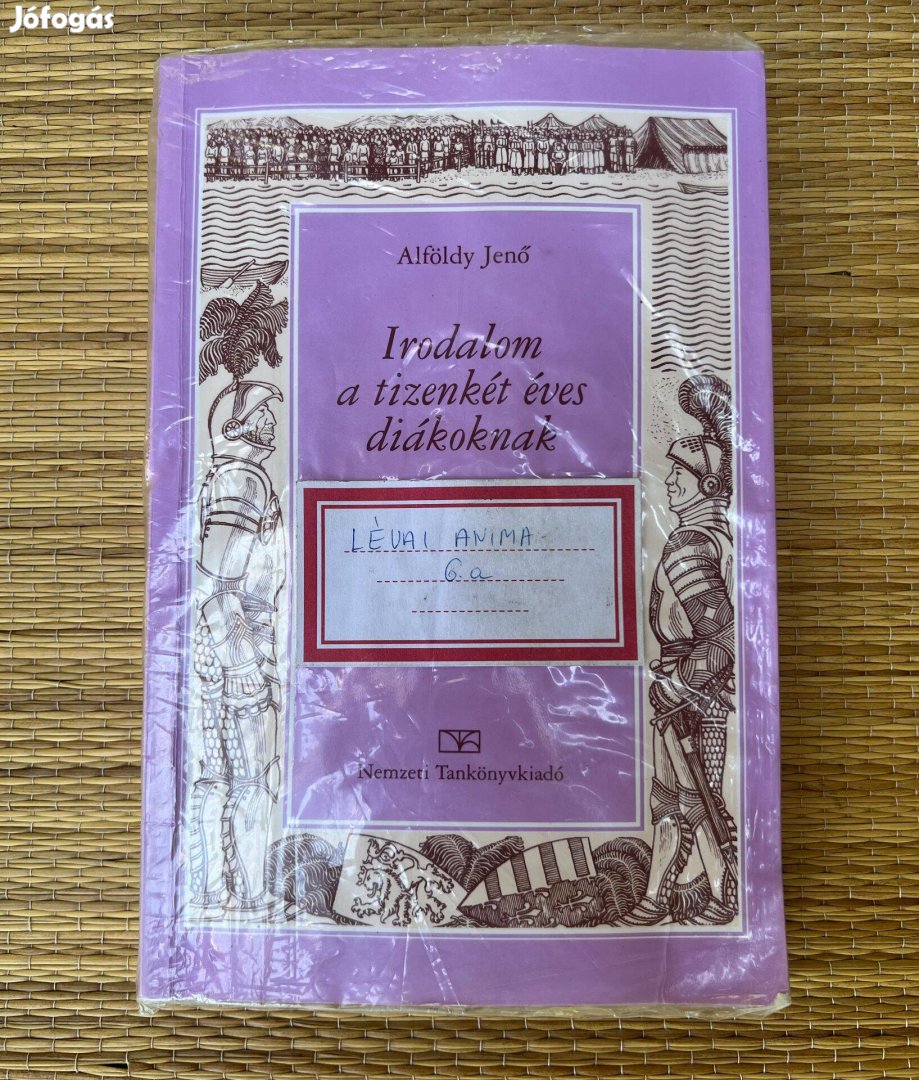 Jófogás
Alföldy Jenő
Irodalom
a tizenkét éves
diákoknak
LÉVAI ANIMA
6.a
Nemzeti Tankönyvkiadó